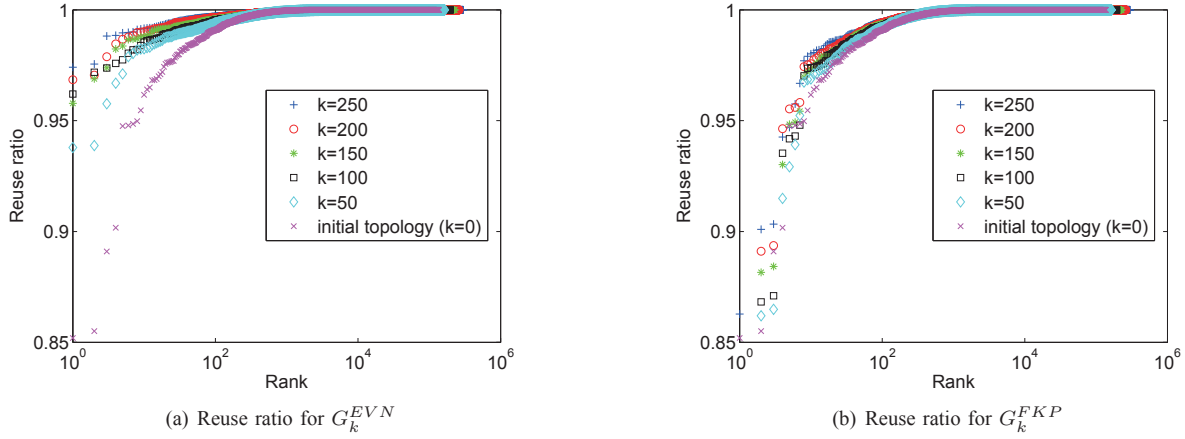 1
0.95
0.9
0.85
Reuse ratio
k=250
k=200
k=150
k=100
k=50
initial topology (k=0)
10^0
10^2
10^4
10^6
Rank
(a) Reuse ratio for G_k^{EVN}
1
0.95
0.9
0.85
Reuse ratio
k=250
k=200
k=150
k=100
k=50
initial topology (k=0)
10^0
10^2
10^4
10^6
Rank
(b) Reuse ratio for G_k^{FKP}